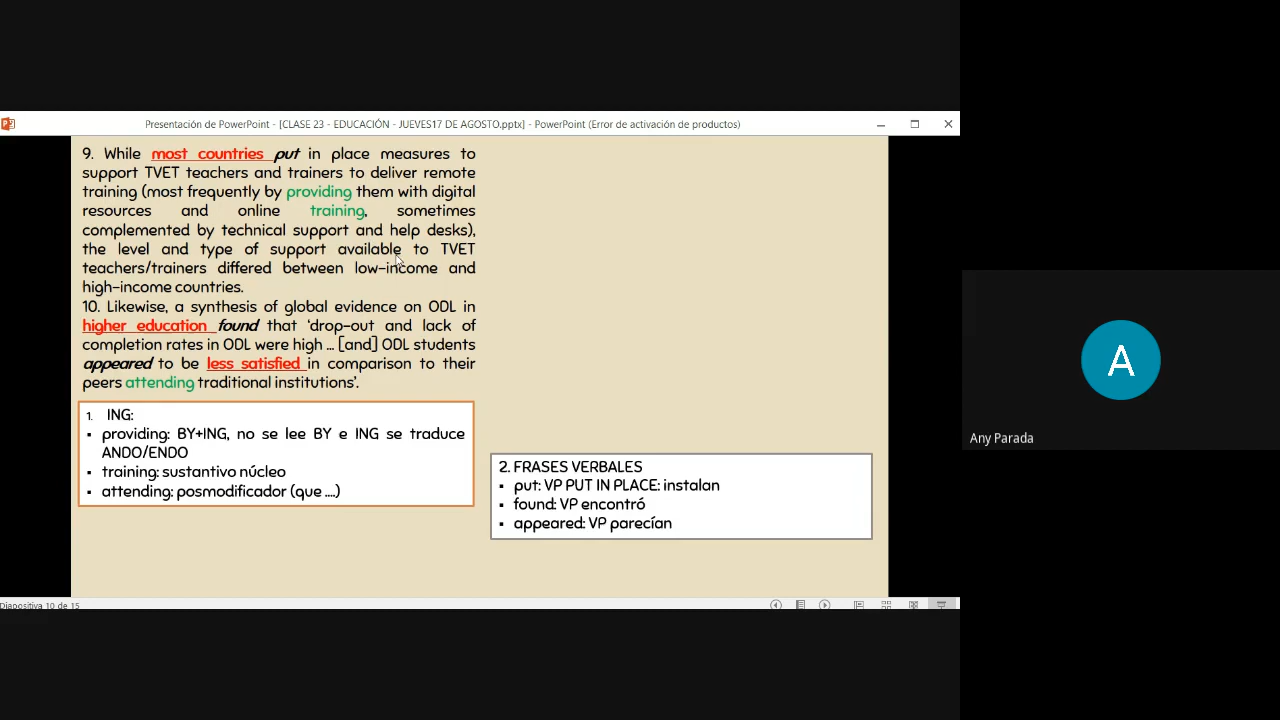 Presentación de PowerPoint - [CLASE 23 - EDUCACIÓN - JUEVES17 DE AGOSTO.pptx] - PowerPoint (Error de activación de productos)
9. While most countries put in place measures to
support TVET teachers and trainers to deliver remote
training (most frequently by providing them with digital
resources and online training, sometimes
complemented by technical support and help desks),
the level and type of support available to TVET
teachers/trainers differed between low-income and
high-income countries.
10. Likewise, a synthesis of global evidence on ODL in
higher education found that 'drop-out and lack of
completion rates in ODL were high ... [and] ODL students
appeared to be less satisfied in comparison to their
peers attending traditional institutions'.
1. ING:
▪ providing: BY+ING, no se lee BY e ING se traduce
ANDO/ENDO
▪ training: sustantivo núcleo
▪ attending: posmodificador (que ....)
2. FRASES VERBALES
▪ put: VP PUT IN PLACE: instalan
▪ found: VP encontró
▪ appeared: VP parecían
Diapositiva 10 de 15
A
Any Parada